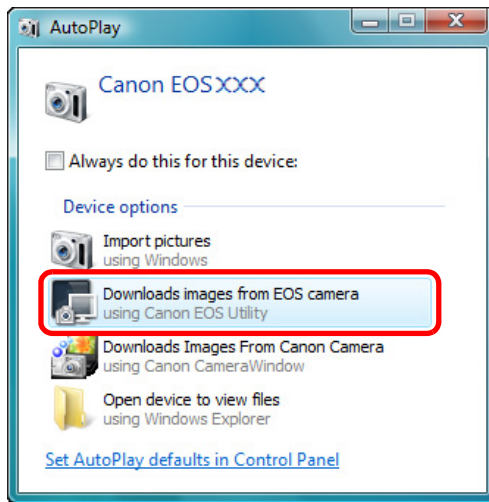 AutoPlay
Canon EOSXXX
Always do this for this device:
Device options
Import pictures
using Windows
Downloads images from EOS camera
using Canon EOS Utility
Downloads Images From Canon Camera
using Canon CameraWindow
Open device to view files
using Windows Explorer
Set AutoPlay defaults in Control Panel